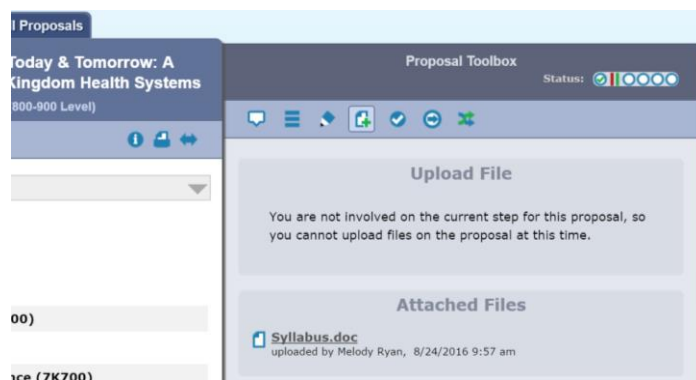 l Proposals
Today & Tomorrow: A
Kingdom Health Systems
800-900 Level)
Proposal Toolbox
Status:
Upload File
You are not involved on the current step for this proposal, so
you cannot upload files on the proposal at this time.
00)
Attached Files
Syllabus.doc
uploaded by Melody Ryan, 8/24/2016 9:57 am
nce (7K700)